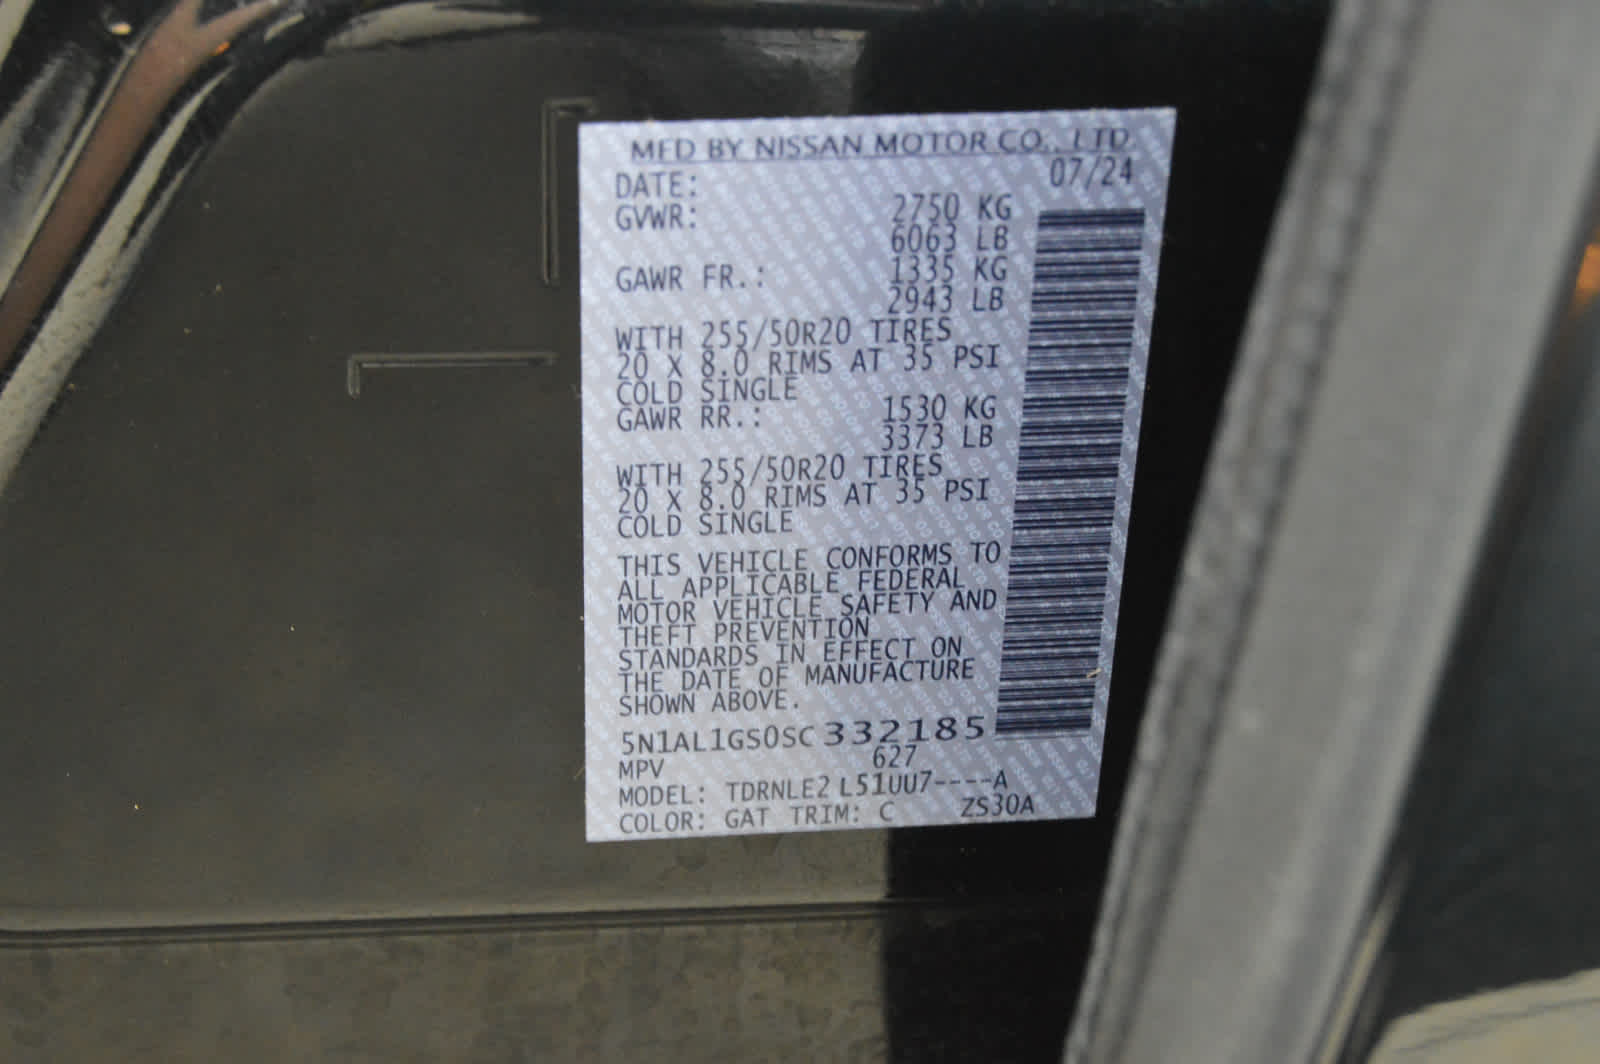 MFD BY NISSAN MOTOR CO., LTD.
DATE: 07/24
GVWR: 2750 KG
6063 LB
GAWR FR.: 1335 KG
2943 LB
WITH 255/50R20 TIRES
20 X 8.0 RIMS AT 35 PSI
COLD SINGLE
GAWR RR.: 1530 KG
3373 LB
WITH 255/50R20 TIRES
20 X 8.0 RIMS AT 35 PSI
COLD SINGLE
THIS VEHICLE CONFORMS TO
ALL APPLICABLE FEDERAL
MOTOR VEHICLE SAFETY AND
THEFT PREVENTION
STANDARDS IN EFFECT ON
THE DATE OF MANUFACTURE
SHOWN ABOVE.
5N1AL1GS0SC332185
MPV 627
MODEL: TDRNLE2 L51UU7----A
COLOR: GAT TRIM: C ZS30A